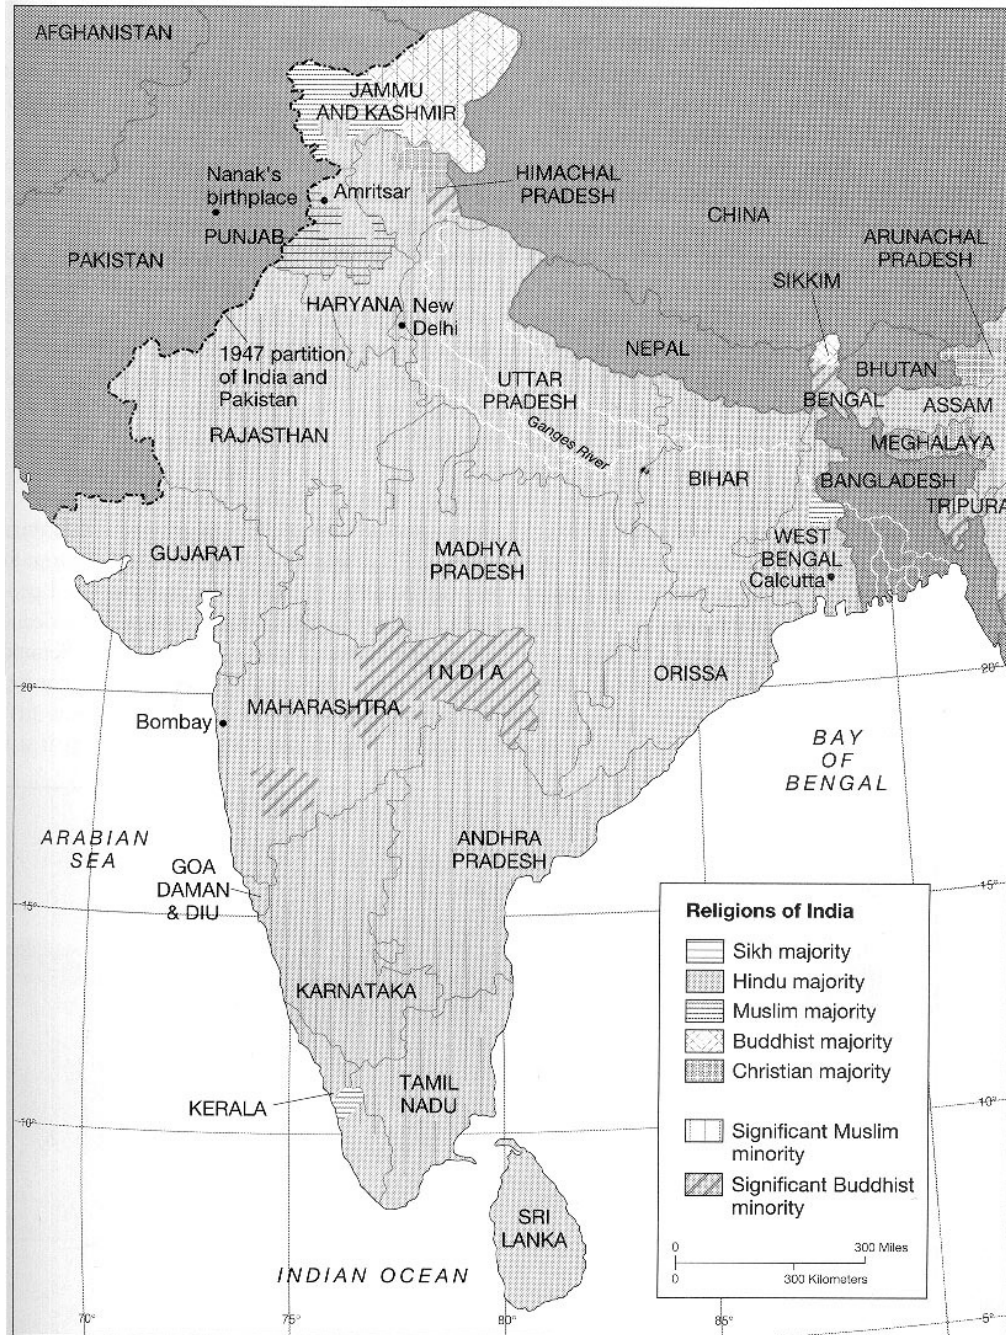 AFGHANISTAN
JAMMU
AND KASHMIR
Nanak's
birthplace
Amritsar
HIMACHAL
PRADESH
CHINA
PUNJAB
PAKISTAN
ARUNACHAL
PRADESH
SIKKIM
HARYANA
New
Delhi
NEPAL
BHUTAN
1947 partition
of India and
Pakistan
UTTAR
PRADESH
BENGAL
ASSAM
RAJASTHAN
Ganges River
MEGHALAYA
BIHAR
BANGLADESH
TRIPURA
GUJARAT
MADHYA
PRADESH
WEST
BENGAL
Calcutta
INDIA
ORISSA
20°
20°
MAHARASHTRA
Bombay
BAY
OF
BENGAL
ARABIAN
SEA
ANDHRA
PRADESH
GOA
DAMAN
& DIU
15°
15°
KARNATAKA
TAMIL
NADU
KERALA
10°
10°
SRI
LANKA
INDIAN OCEAN
Religions of India
Sikh majority
Hindu majority
Muslim majority
Buddhist majority
Christian majority
Significant Muslim
minority
Significant Buddhist
minority
0
300 Miles
0
300 Kilometers
70°
75°
80°
85°
5°